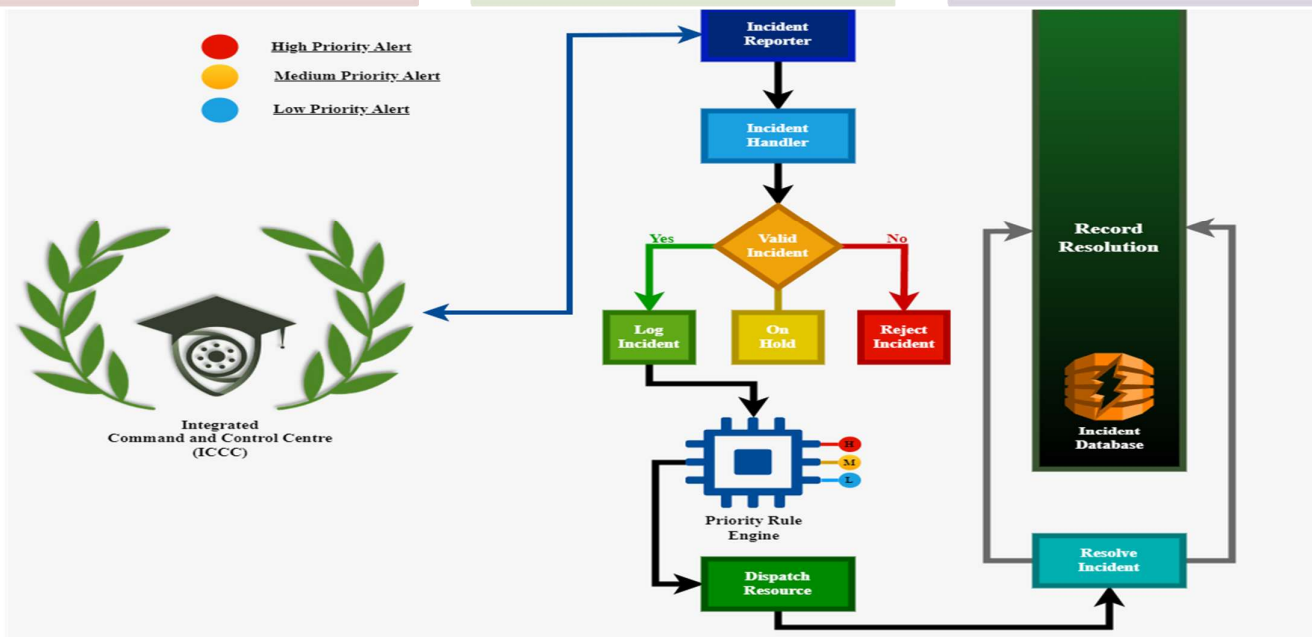 High Priority Alert
Medium Priority Alert
Low Priority Alert
Integrated
Command and Control Centre
(ICCC)
Incident
Reporter
Incident
Handler
Valid
Incident
Yes
No
Log
Incident
On
Hold
Reject
Incident
H
M
L
Priority Rule
Engine
Dispatch
Resource
Record
Resolution
Incident
Database
Resolve
Incident